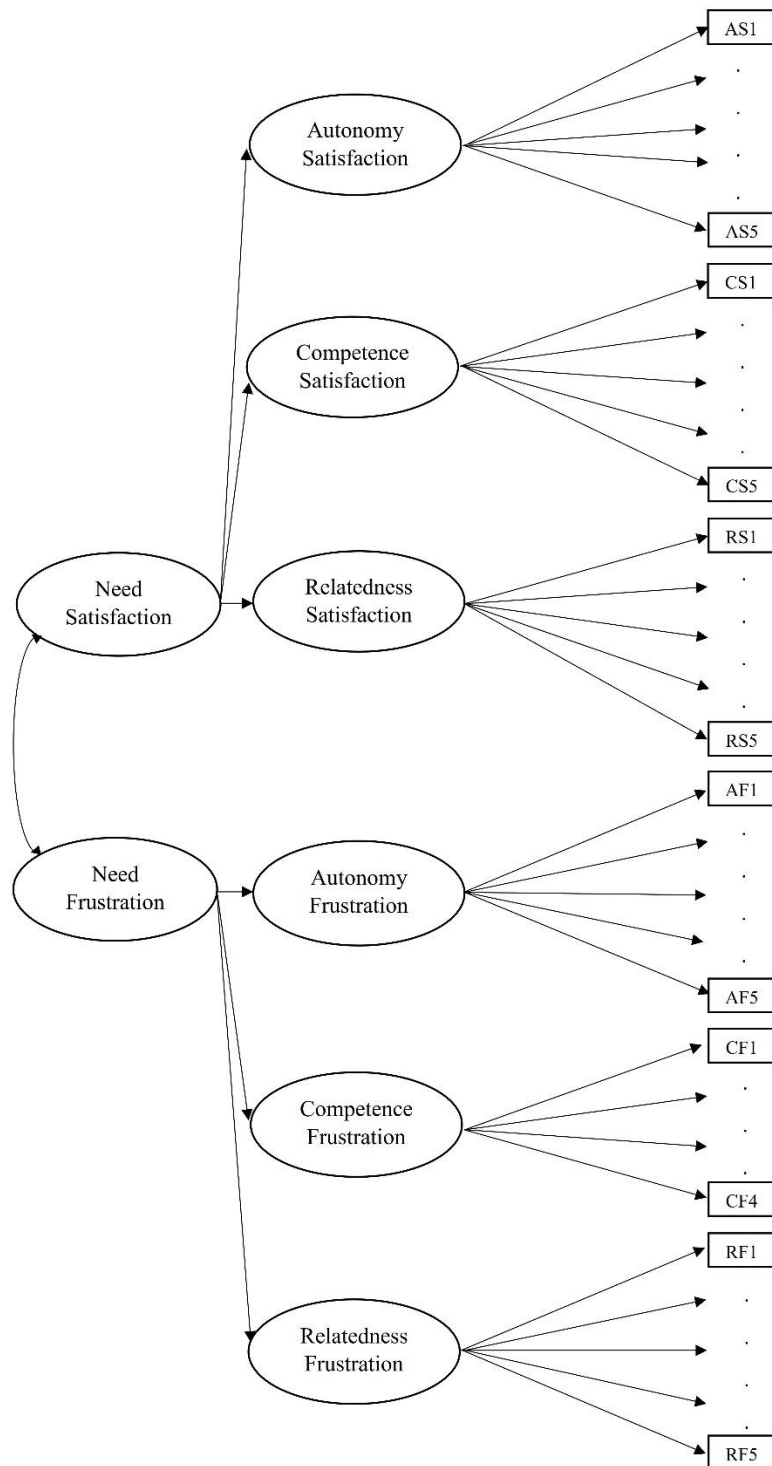 AS1
Autonomy
Satisfaction
AS5
CS1
Competence
Satisfaction
CS5
RS1
Need
Satisfaction
Relatedness
Satisfaction
RS5
AF1
Need
Frustration
Autonomy
Frustration
AF5
CF1
Competence
Frustration
CF4
RF1
Relatedness
Frustration
RF5